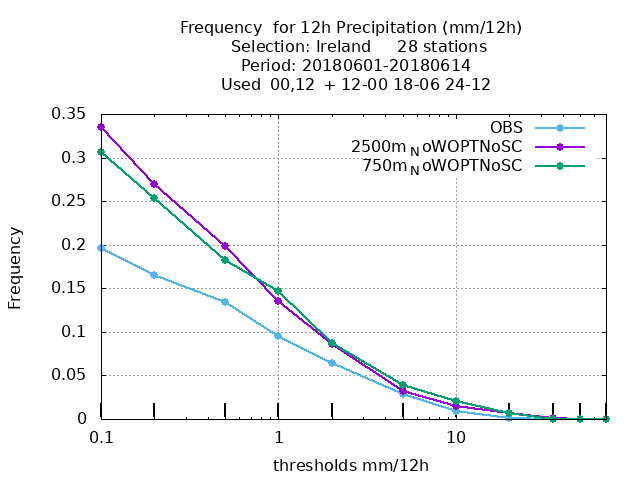 Frequency  for 12h Precipitation (mm/12h)
Selection: Ireland     28 stations
Period: 20180601-20180614
Used  00,12  + 12-00 18-06 24-12
0.35
0.3
0.25
0.2
0.15
0.1
0.05
0
Frequency
OBS
2500m_NoWOPTNoSC
750m_NoWOPTNoSC
0.1
1
10
thresholds mm/12h